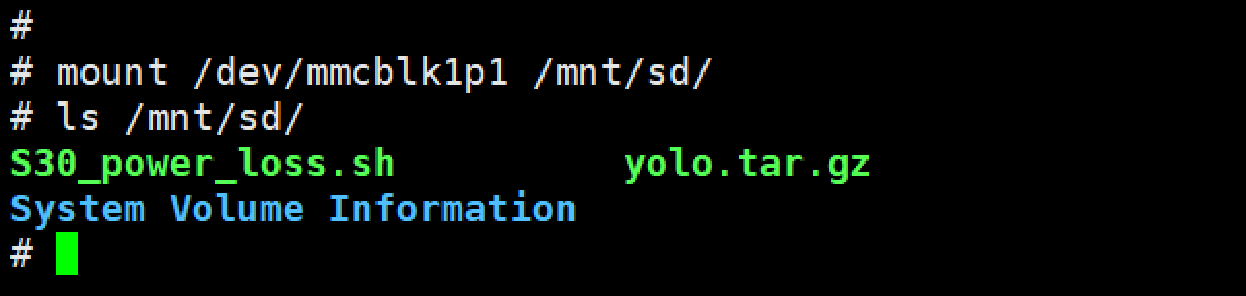 #
# mount /dev/mmcblk1p1 /mnt/sd/
# ls /mnt/sd/
S30_power_loss.sh          yolo.tar.gz
System Volume Information
#